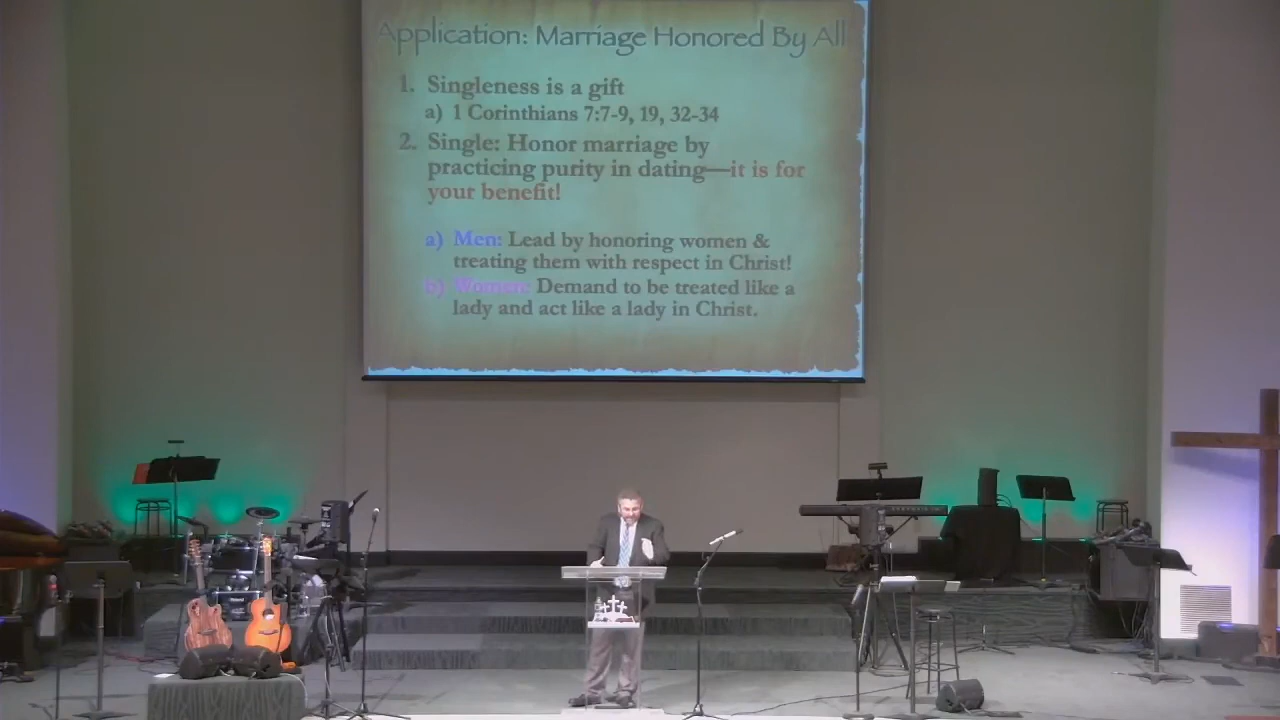 Application: Marriage Honored By All
1. Singleness is a gift
a) 1 Corinthians 7:7-9, 19, 32-34
2. Single: Honor marriage by
practicing purity in dating—it is for
your benefit!
a) Men: Lead by honoring women &
treating them with respect in Christ!
b) Women: Demand to be treated like a
lady and act like a lady in Christ.